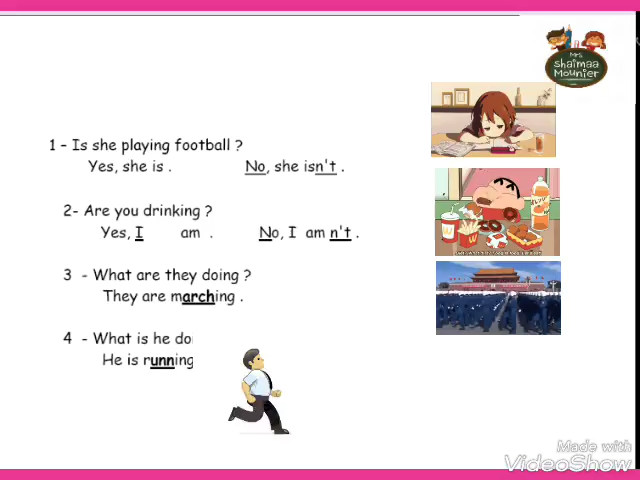 Mrs.
Shaimaa
Mounier
1 – Is she playing football ?
Yes, she is . No, she isn't .
2- Are you drinking ?
Yes, I am . No, I am n't .
3 - What are they doing ?
They are marching .
4 - What is he do
He is running
Made with
VideoShow